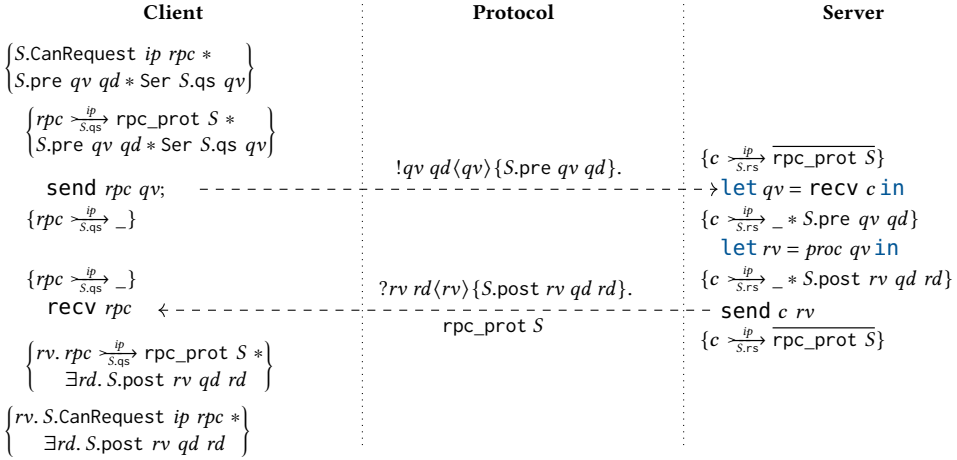 Client Protocol Server
{S.CanRequest ip rpc ∗
S.pre qv qd ∗ Ser S.qs qv}
{rpc ↣ ip S.qs rpc_prot S ∗
S.pre qv qd ∗ Ser S.qs qv}
send rpc qv;
{rpc ↣ ip S.qs _}
{rpc ↣ ip S.qs _}
recv rpc
{rv. rpc ↣ ip S.qs rpc_prot S ∗
∃rd. S.post rv qd rd}
{rv. S.CanRequest ip rpc ∗
∃rd. S.post rv qd rd}
!qv qd⟨qv⟩{S.pre qv qd}.
?rv rd⟨rv⟩{S.post rv qd rd}.
rpc_prot S
{c ↣ ip S.rs \overline{rpc_prot S}}
let qv = recv c in
{c ↣ ip S.rs _ ∗ S.pre qv qd}
let rv = proc qv in
{c ↣ ip S.rs _ ∗ S.post rv qd rd}
send c rv
{c ↣ ip S.rs \overline{rpc_prot S}}